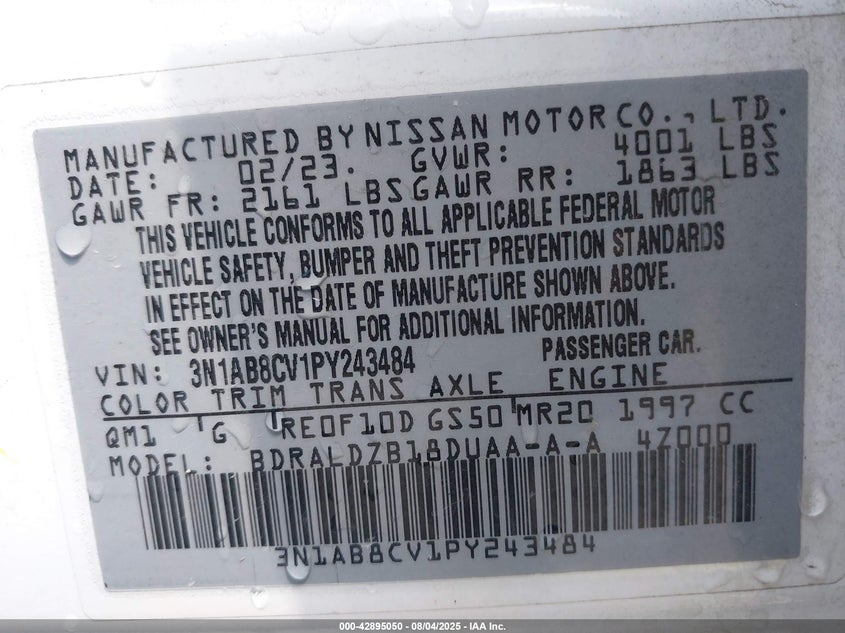 MANUFACTURED BY NISSAN MOTOR CO., LTD.
DATE: 02/23. GVWR: 4001 LBS
GAWR FR: 2161 LBS GAWR RR: 1863 LBS
THIS VEHICLE CONFORMS TO ALL APPLICABLE FEDERAL MOTOR
VEHICLE SAFETY, BUMPER AND THEFT PREVENTION STANDARDS
IN EFFECT ON THE DATE OF MANUFACTURE SHOWN ABOVE.
SEE OWNER'S MANUAL FOR ADDITIONAL INFORMATION.
VIN: 3N1AB8CV1PY243484 PASSENGER CAR.
COLOR TRIM TRANS AXLE ENGINE
QM1 G RE0F10D GS50 MR20 1997 CC
MODEL: BDRALDZB18DUAA-A-A 4Z000
3N1AB8CV1PY243484
000-42895050 - 08/04/2025 - IAA Inc.